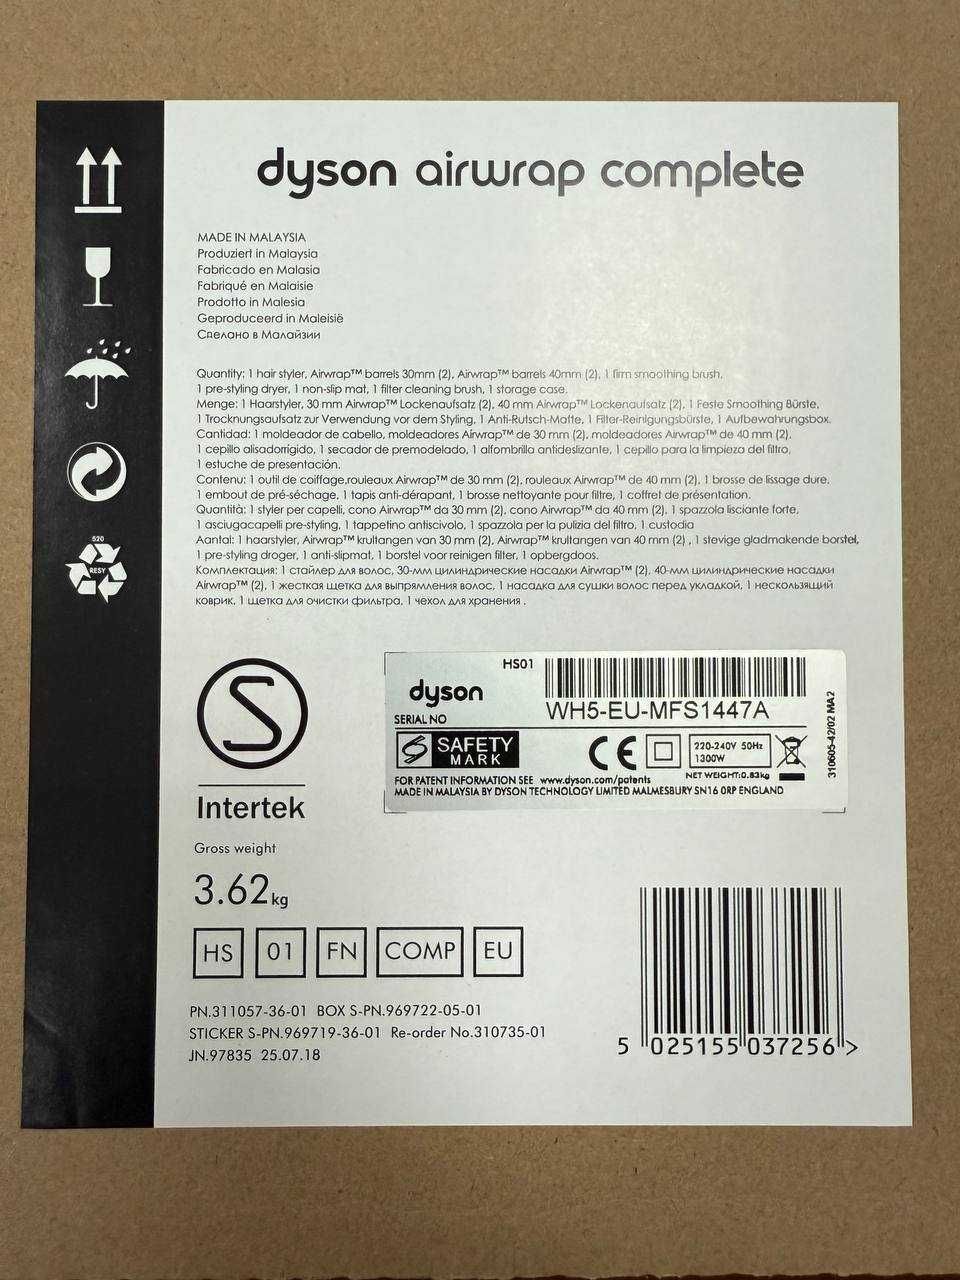 dyson airwrap complete
MADE IN MALAYSIA
Produziert in Malaysia
Fabricado en Malasia
Fabriqué en Malaisie
Prodotto in Malesia
Geproduceerd in Maleisië
Сделано в Малайзии
Quantity: 1 hair styler, Airwrap™ barrels 30mm (2), Airwrap™ barrels 40mm (2), 1 firm smoothing brush,
1 pre-styling dryer, 1 non-slip mat, 1 filter cleaning brush, 1 storage case.
Menge: 1 Haarstyler, 30 mm Airwrap™ Lockenaufsatz (2), 40 mm Airwrap™ Lockenaufsatz (2), 1 Feste Smoothing Bürste,
1 Trocknungsaufsatz zur Verwendung vor dem Styling, 1 Anti-Rutsch-Matte, 1 Filter-Reinigungsbürste, 1 Aufbewahrungsbox.
Cantidad: 1 moldeador de cabello, moldeadores Airwrap™ de 30 mm (2), moldeadores Airwrap™ de 40 mm (2),
1 cepillo alisadorrígido, 1 secador de premodelado, 1 alfombrilla antideslizante, 1 cepillo para la limpieza del filtro,
1 estuche de presentación.
Contenu: 1 outil de coiffage,rouleaux Airwrap™ de 30 mm (2), rouleaux Airwrap™ de 40 mm (2), 1 brosse de lissage dure,
1 embout de pré-séchage, 1 tapis anti-dérapant, 1 brosse nettoyante pour filtre, 1 coffret de présentation.
Quantità: 1 styler per capelli, cono Airwrap™ da 30 mm (2), cono Airwrap™ da 40 mm (2), 1 spazzola lisciante forte,
1 asciugacapelli pre-styling, 1 tappetino antiscivolo, 1 spazzola per la pulizia del filtro, 1 custodia
Aantal: 1 haarstyler, Airwrap™ krultangen van 30 mm (2), Airwrap™ krultangen van 40 mm (2) , 1 stevige gladmakende borstel,
1 pre-styling droger, 1 anti-slipmat, 1 borstel voor reinigen filter, 1 opbergdoos.
Комплектация: 1 стайлер для волос, 30-мм цилиндрические насадки Airwrap™ (2), 40-мм цилиндрические насадки
Airwrap™ (2), 1 жесткая щетка для выпрямления волос, 1 насадка для сушки волос перед укладкой, 1 нескользящий
коврик, 1 щетка для очистки фильтра, 1 чехол для хранения .
520
RESY
S
Intertek
HS01
dyson
SERIAL NO
WH5-EU-MFS1447A
S SAFETY
MARK
CE
220-240V 50Hz
1300W
NET WEIGHT:0.83kg
FOR PATENT INFORMATION SEE www.dyson.com/patents
MADE IN MALAYSIA BY DYSON TECHNOLOGY LIMITED MALMESBURY SN16 0RP ENGLAND
310605-42/02 MA2
Gross weight
3.62kg
HS 01 FN COMP EU
PN.311057-36-01 BOX S-PN.969722-05-01
STICKER S-PN.969719-36-01 Re-order No.310735-01
JN.97835 25.07.18
5 025155 037256 >